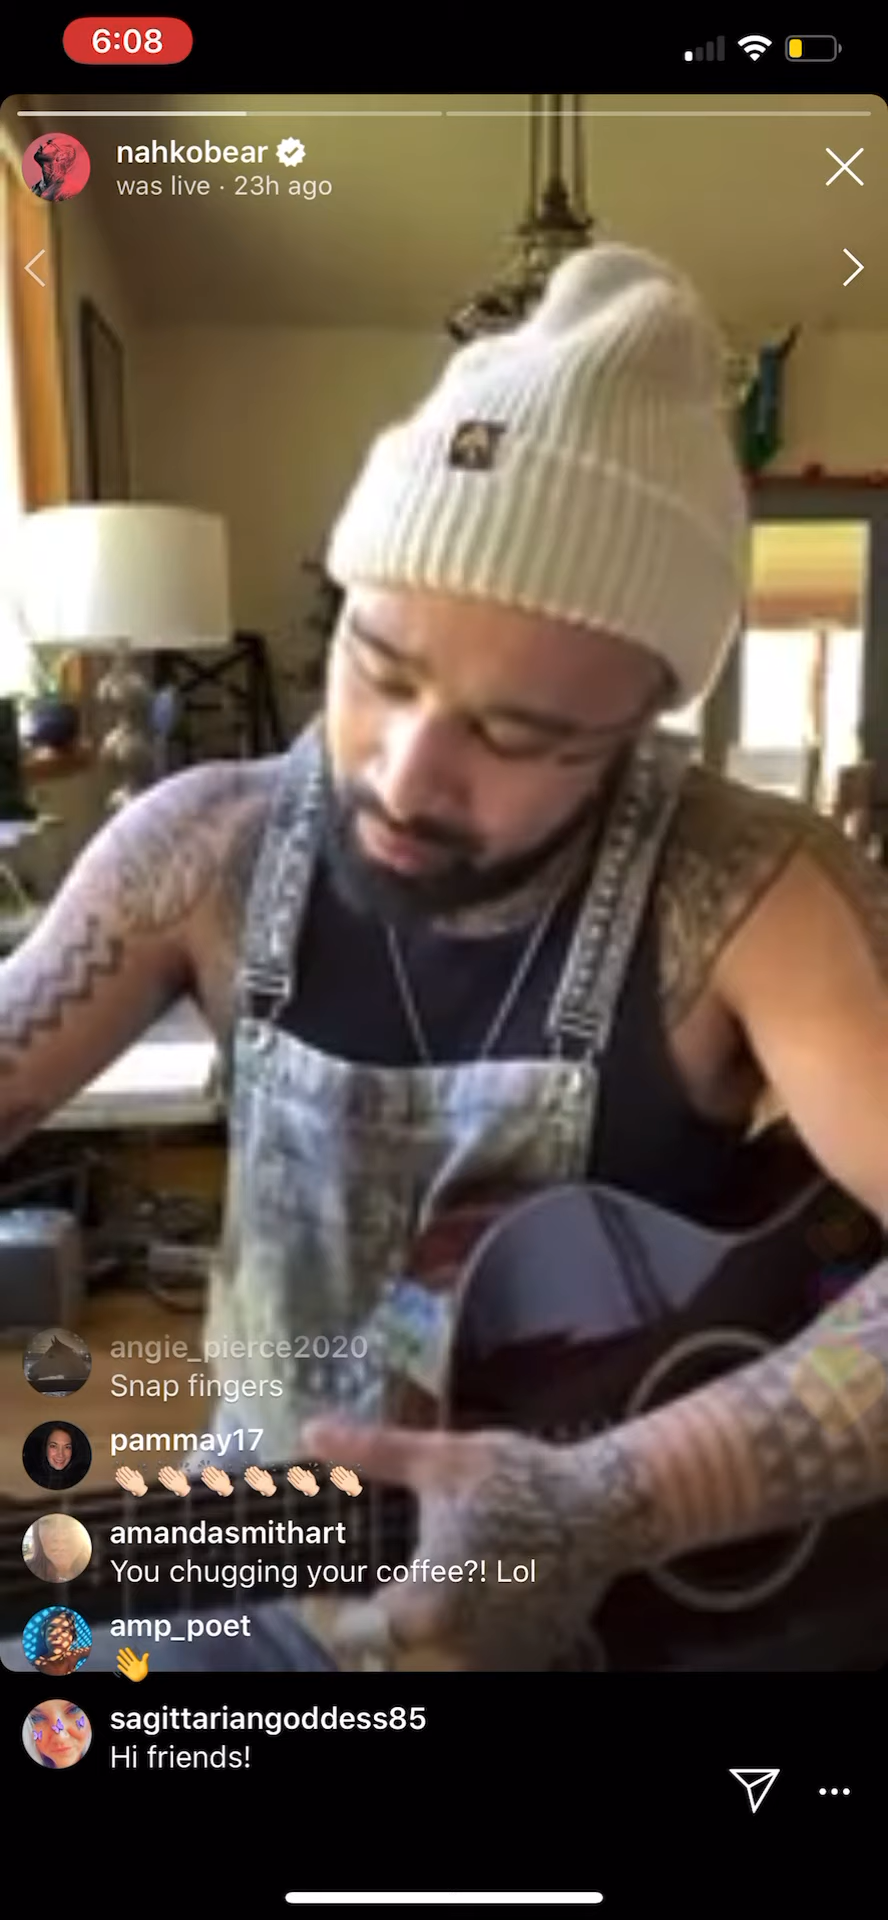 6:08
nahkobear
was live · 23h ago
angie_pierce2020
Snap fingers
pammay17
👏🏻👏🏻👏🏻👏🏻👏🏻👏🏻
amandasmithart
You chugging your coffee?! Lol
amp_poet
👋
sagittariangoddess85
Hi friends!